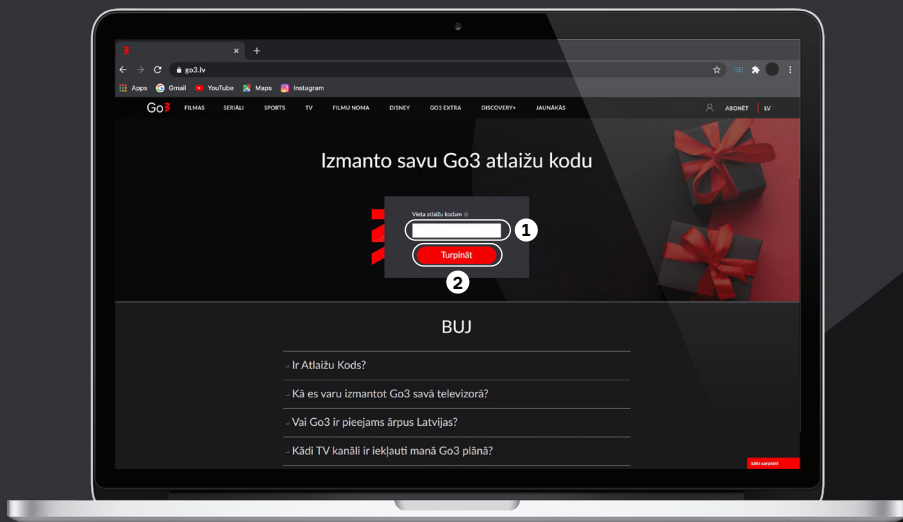 3
go3.lv
Apps Gmail YouTube Maps Instagram
Go3 FILMAS SERIĀLI SPORTS TV FILMU NOMA DISNEY GO3 EXTRA DISCOVERY+ JAUNĀKĀS ABONĒT LV
Izmanto savu Go3 atlaižu kodu
Vieta atlaižu kodam
1
Turpināt
2
BUJ
Ir Atlaižu Kods?
Kā es varu izmantot Go3 savā televizorā?
Vai Go3 ir pieejams ārpus Latvijas?
Kādi TV kanāli ir iekļauti manā Go3 plānā?
Sākt saraksti